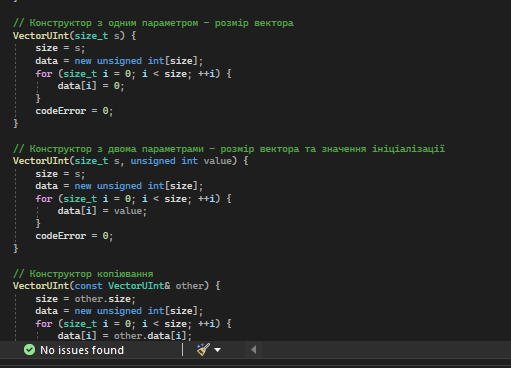 // Конструктор з одним параметром – розмір вектора
VectorUInt(size_t s) {
size = s;
data = new unsigned int[size];
for (size_t i = 0; i < size; ++i) {
data[i] = 0;
}
codeError = 0;
}
// Конструктор з двома параметрами – розмір вектора та значення ініціалізації
VectorUInt(size_t s, unsigned int value) {
size = s;
data = new unsigned int[size];
for (size_t i = 0; i < size; ++i) {
data[i] = value;
}
codeError = 0;
}
// Конструктор копіювання
VectorUInt(const VectorUInt& other) {
size = other.size;
data = new unsigned int[size];
for (size_t i = 0; i < size; ++i) {
data[i] = other.data[i];
No issues found